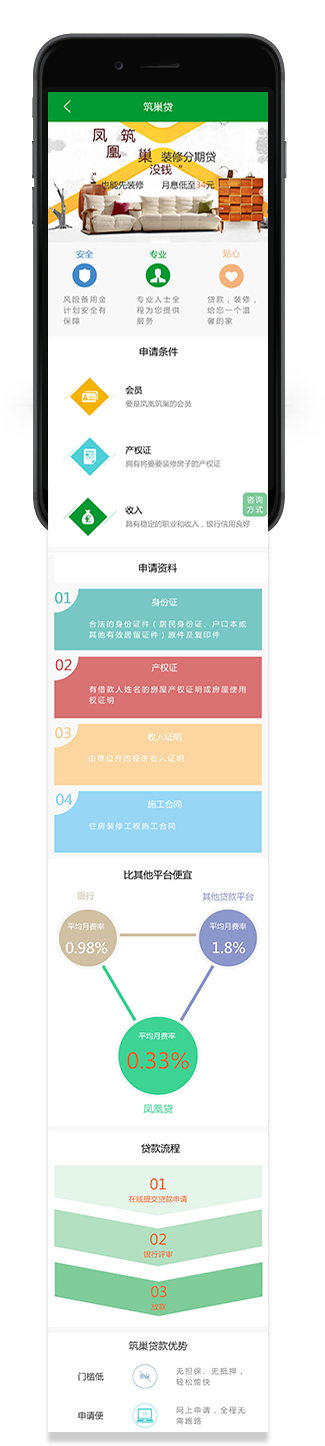 筑巢贷
凤 筑
凰 巢 装修分期贷
"没钱"
也能先装修 月息低至34元
安全 专业 贴心
风险备用金
计划安全有
保障
专业人士全
程为您提供
服务
贷款，装修，
给您一个温
馨的家
申请条件
会员
要是凤凰筑巢的会员
产权证
拥有将要要装修房子的产权证
咨询
方式
收入
具有稳定的职业和收入，银行信用良好
申请资料
01 身份证
合法的身份证件（居民身份证、户口本或
其他有效居留证件）原件及复印件
02 产权证
有借款人姓名的房屋产权证明或房屋使用
权证明
03 收入证明
由单位开的经济收入证明
04 施工合同
住房装修工程施工合同
比其他平台便宜
银行 其他贷款平台
平均月费率
0.98%
平均月费率
1.8%
平均月费率
0.33%
凤凰贷
贷款流程
01
在线提交贷款申请
02
银行评审
03
放款
筑巢贷款优势
门槛低
无担保、无抵押，
轻松愉快
申请便
网上申请，全程无
需跑路